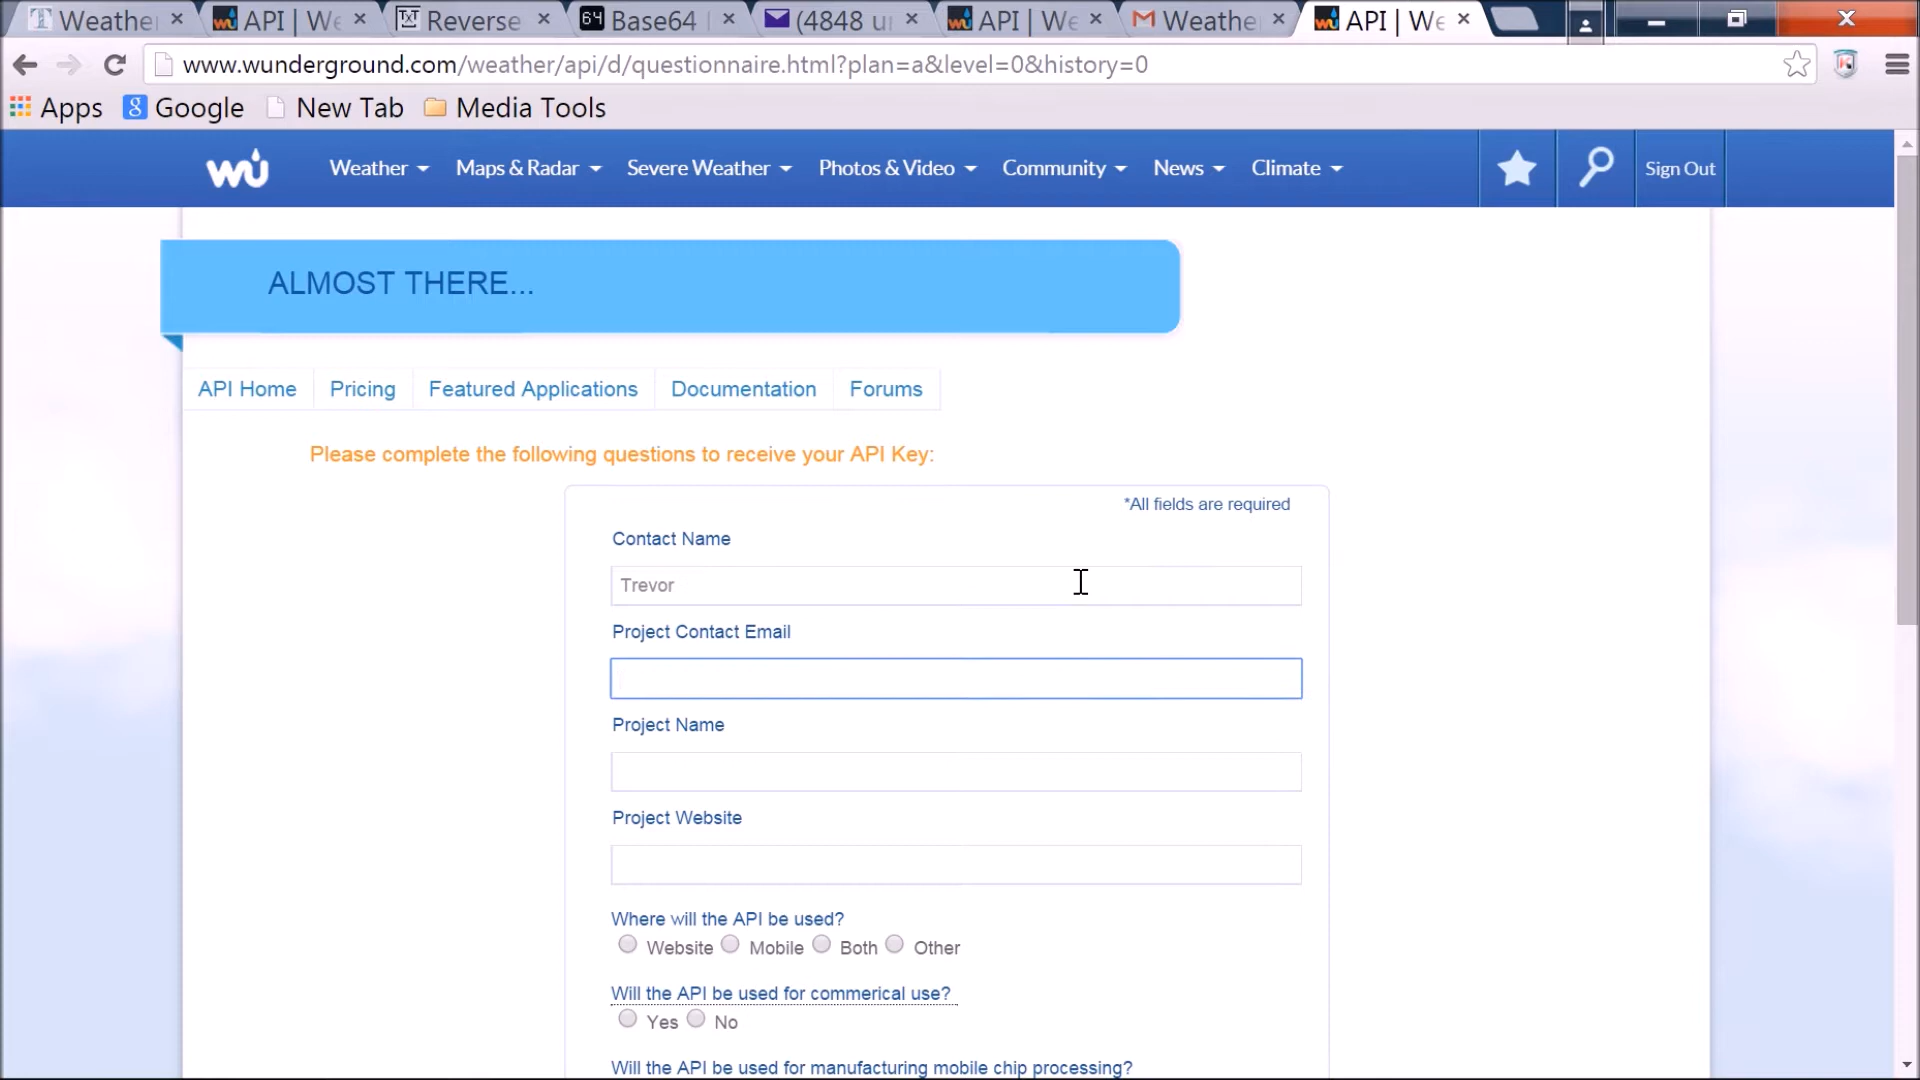 Weathe
API | We
Reverse
Base64
(4848 u
API | We
Weathe
API | We
www.wunderground.com/weather/api/d/questionnaire.html?plan=a&level=0&history=0
Apps Google New Tab Media Tools
wu Weather Maps & Radar Severe Weather Photos & Video Community News Climate Sign Out
ALMOST THERE...
API Home Pricing Featured Applications Documentation Forums
Please complete the following questions to receive your API Key:
*All fields are required
Contact Name
Trevor
Project Contact Email
Project Name
Project Website
Where will the API be used?
Website Mobile Both Other
Will the API be used for commerical use?
Yes No
Will the API be used for manufacturing mobile chip processing?